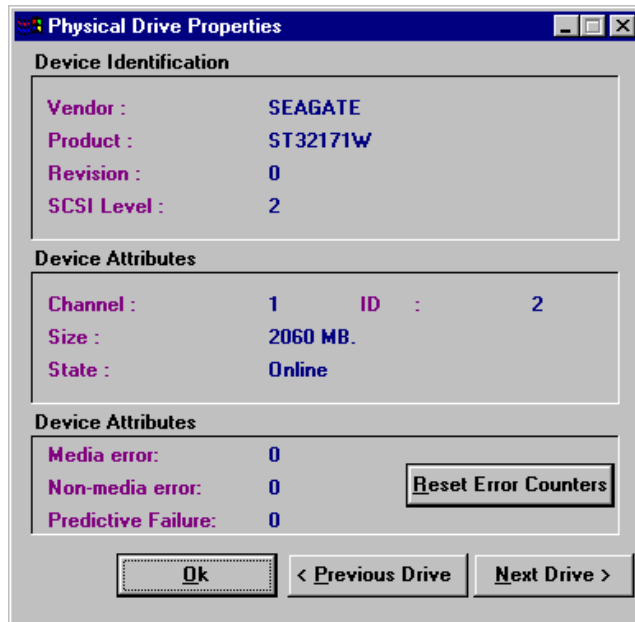 Physical Drive Properties
Device Identification
Vendor : SEAGATE
Product : ST32171W
Revision : 0
SCSI Level : 2
Device Attributes
Channel : 1 ID : 2
Size : 2060 MB.
State : Online
Device Attributes
Media error: 0
Non-media error: 0
Reset Error Counters
Predictive Failure: 0
Ok < Previous Drive Next Drive >